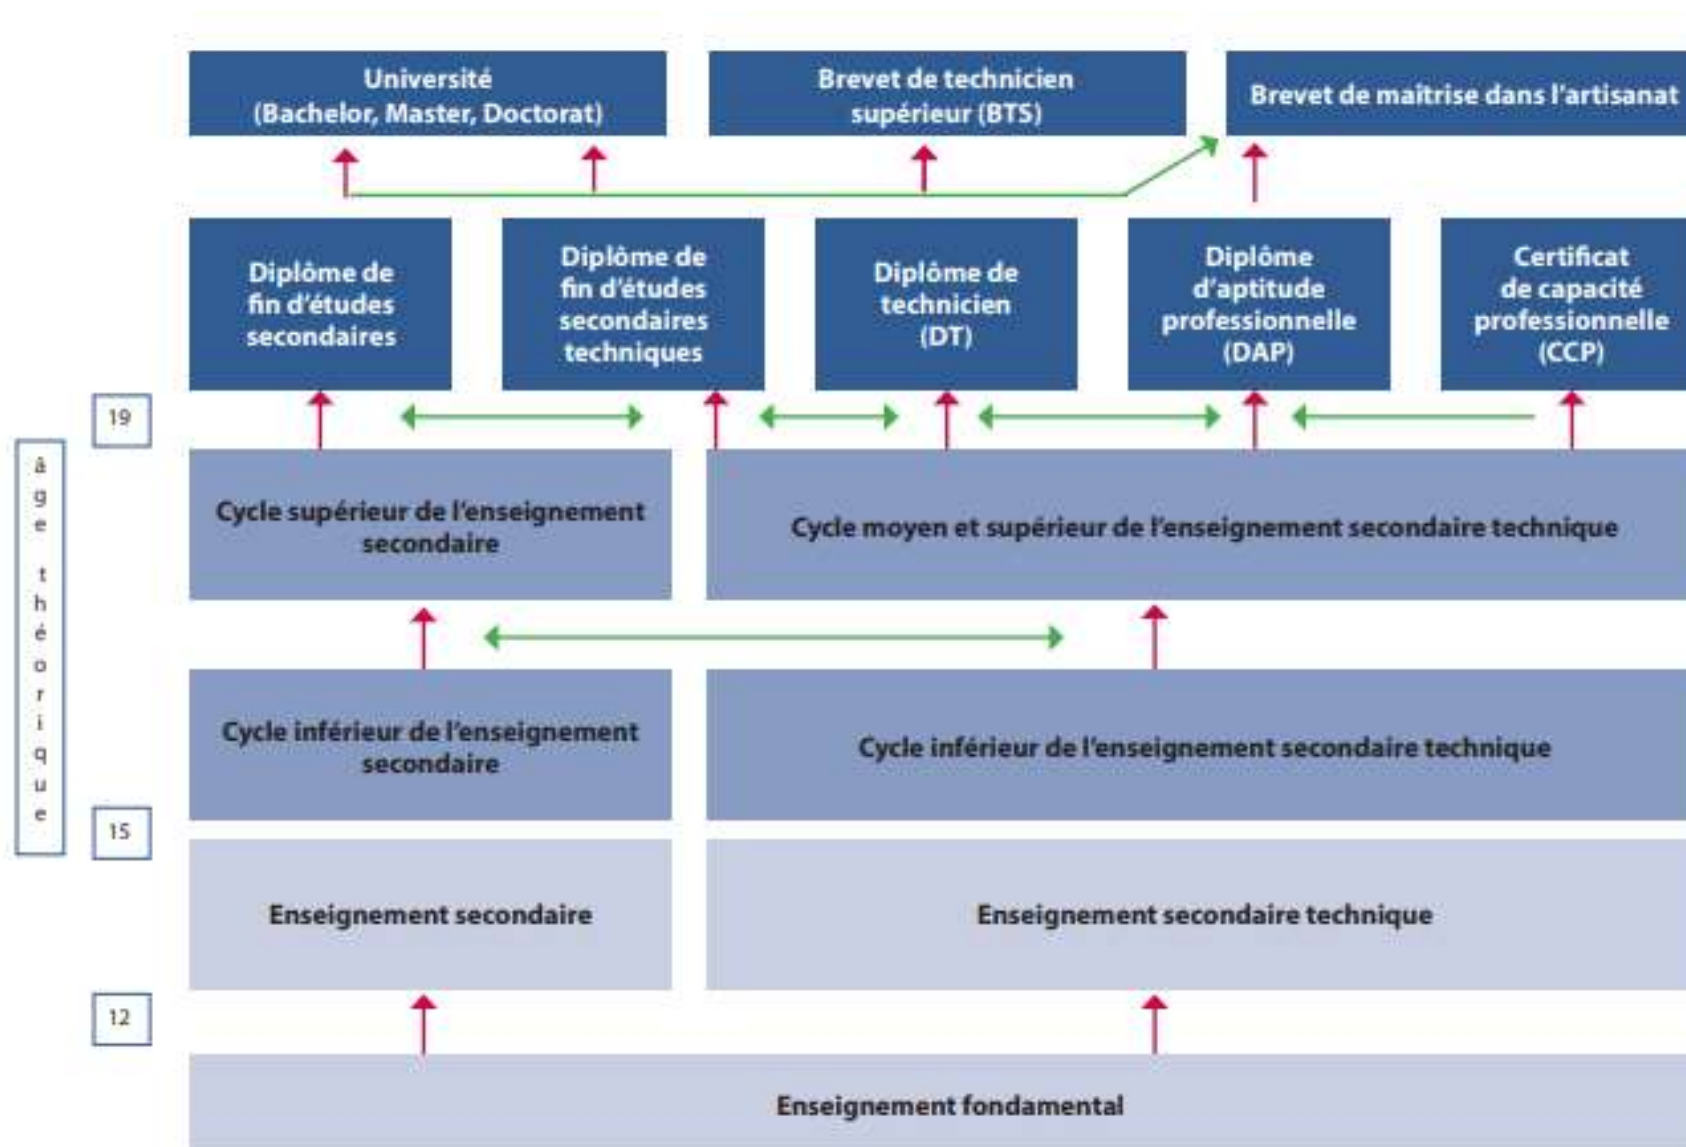 Université
(Bachelor, Master, Doctorat)
Brevet de technicien
supérieur (BTS)
Brevet de maîtrise dans l'artisanat
Diplôme de
fin d'études
secondaires
Diplôme de
fin d'études
secondaires
techniques
Diplôme de
technicien
(DT)
Diplôme
d'aptitude
professionnelle
(DAP)
Certificat
de capacité
professionnelle
(CCP)
19
âge théorique
Cycle supérieur de l'enseignement
secondaire
Cycle moyen et supérieur de l'enseignement secondaire technique
Cycle inférieur de l'enseignement
secondaire
Cycle inférieur de l'enseignement secondaire technique
15
Enseignement secondaire
Enseignement secondaire technique
12
Enseignement fondamental